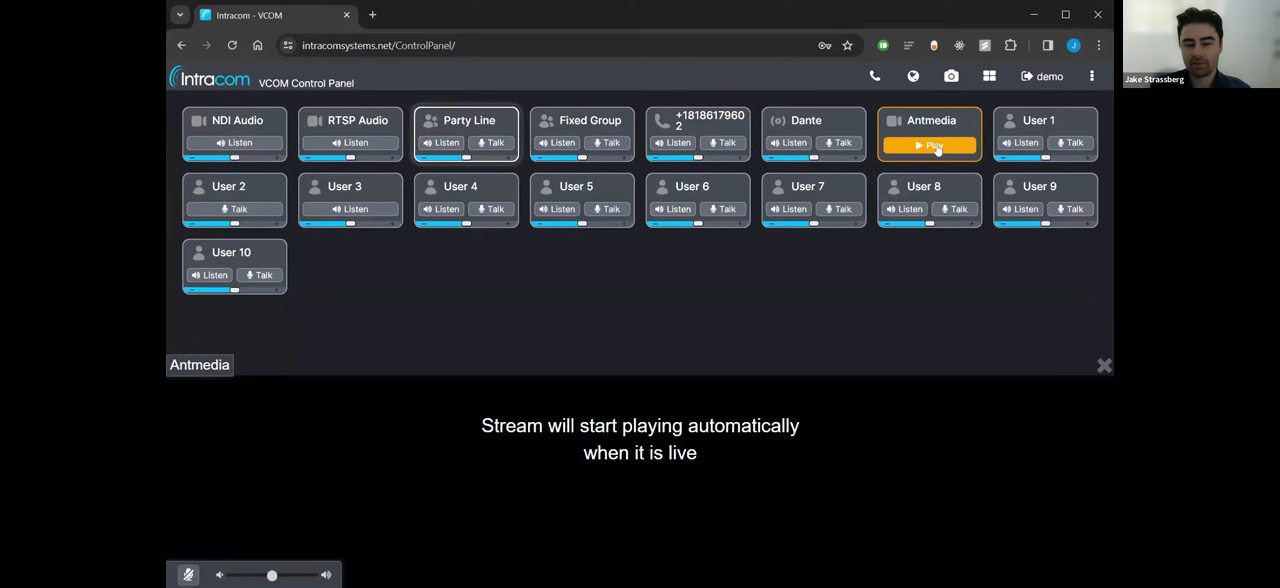 Intracom - VCOM
intracomsystems.net/ControlPanel/
J
Jake Strassberg
Intracom VCOM Control Panel
demo
NDI Audio
Listen
RTSP Audio
Listen
Party Line
Listen Talk
Fixed Group
Listen Talk
+1818617960
2
Listen Talk
Dante
Listen Talk
Antmedia
Play
User 1
Listen Talk
User 2
Talk
User 3
Listen
User 4
Listen Talk
User 5
Listen Talk
User 6
Listen Talk
User 7
Listen Talk
User 8
Listen Talk
User 9
Listen Talk
User 10
Listen Talk
Antmedia
Stream will start playing automatically
when it is live